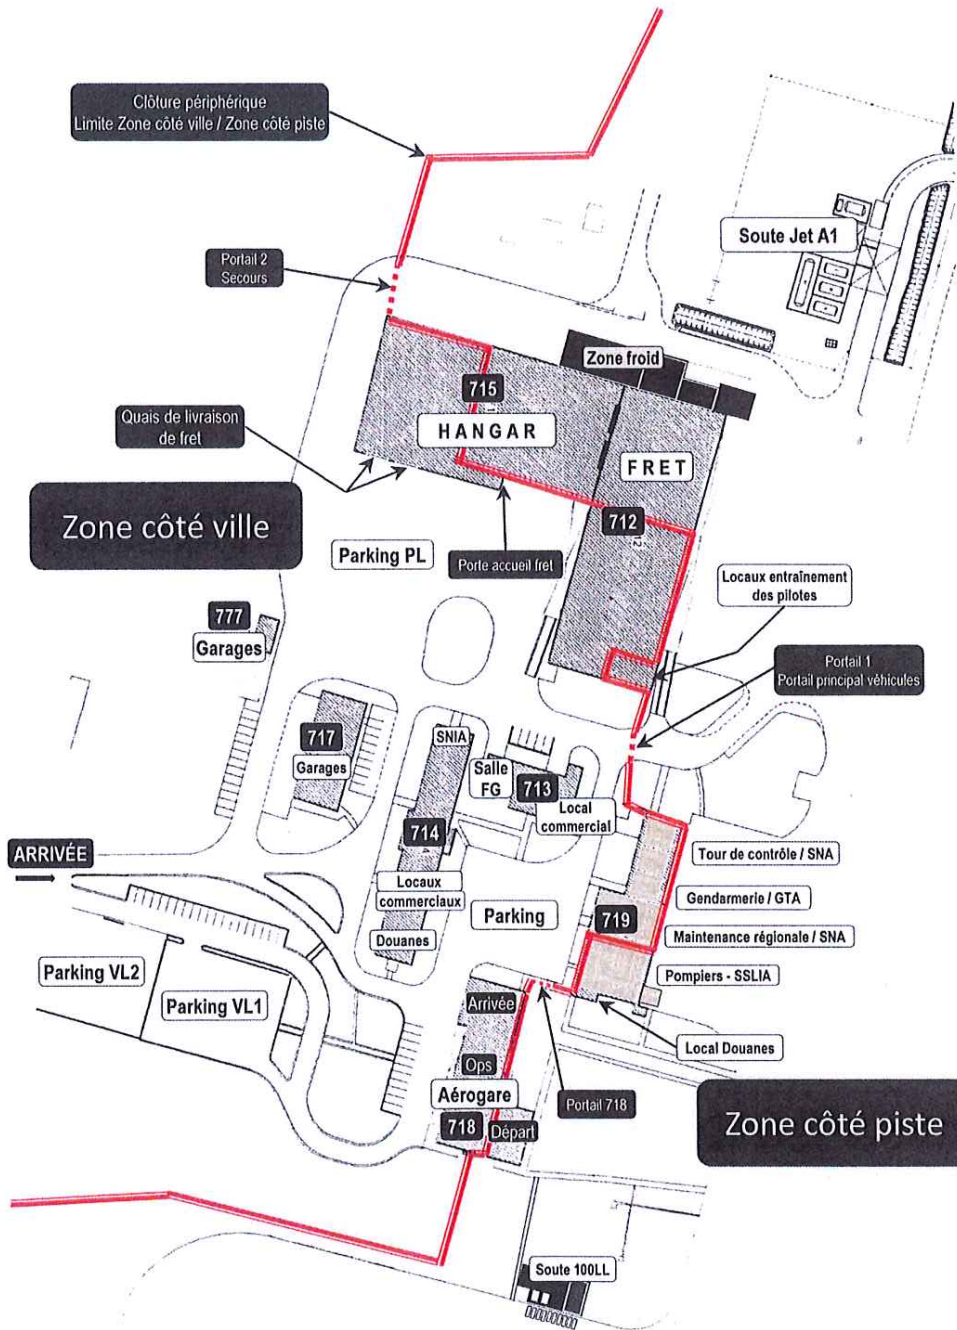 Clôture périphérique
Limite Zone côté ville / Zone côté piste
Portail 2
Secours
Soute Jet A1
Zone froid
715
HANGAR
Quais de livraison
de fret
FRET
Zone côté ville
712
Parking PL
Porte accueil fret
Locaux entraînement
des pilotes
777
Garages
Portail 1
Portail principal véhicules
717
Garages
SNIA
Salle
FG
713
Local
commercial
714
ARRIVÉE
Locaux
commerciaux
Tour de contrôle / SNA
Gendarmerie / GTA
Parking
719
Douanes
Maintenance régionale / SNA
Parking VL2
Pompiers - SSLIA
Parking VL1
Arrivée
Local Douanes
Ops
Aérogare
Portail 718
718
Départ
Zone côté piste
Soute 100LL